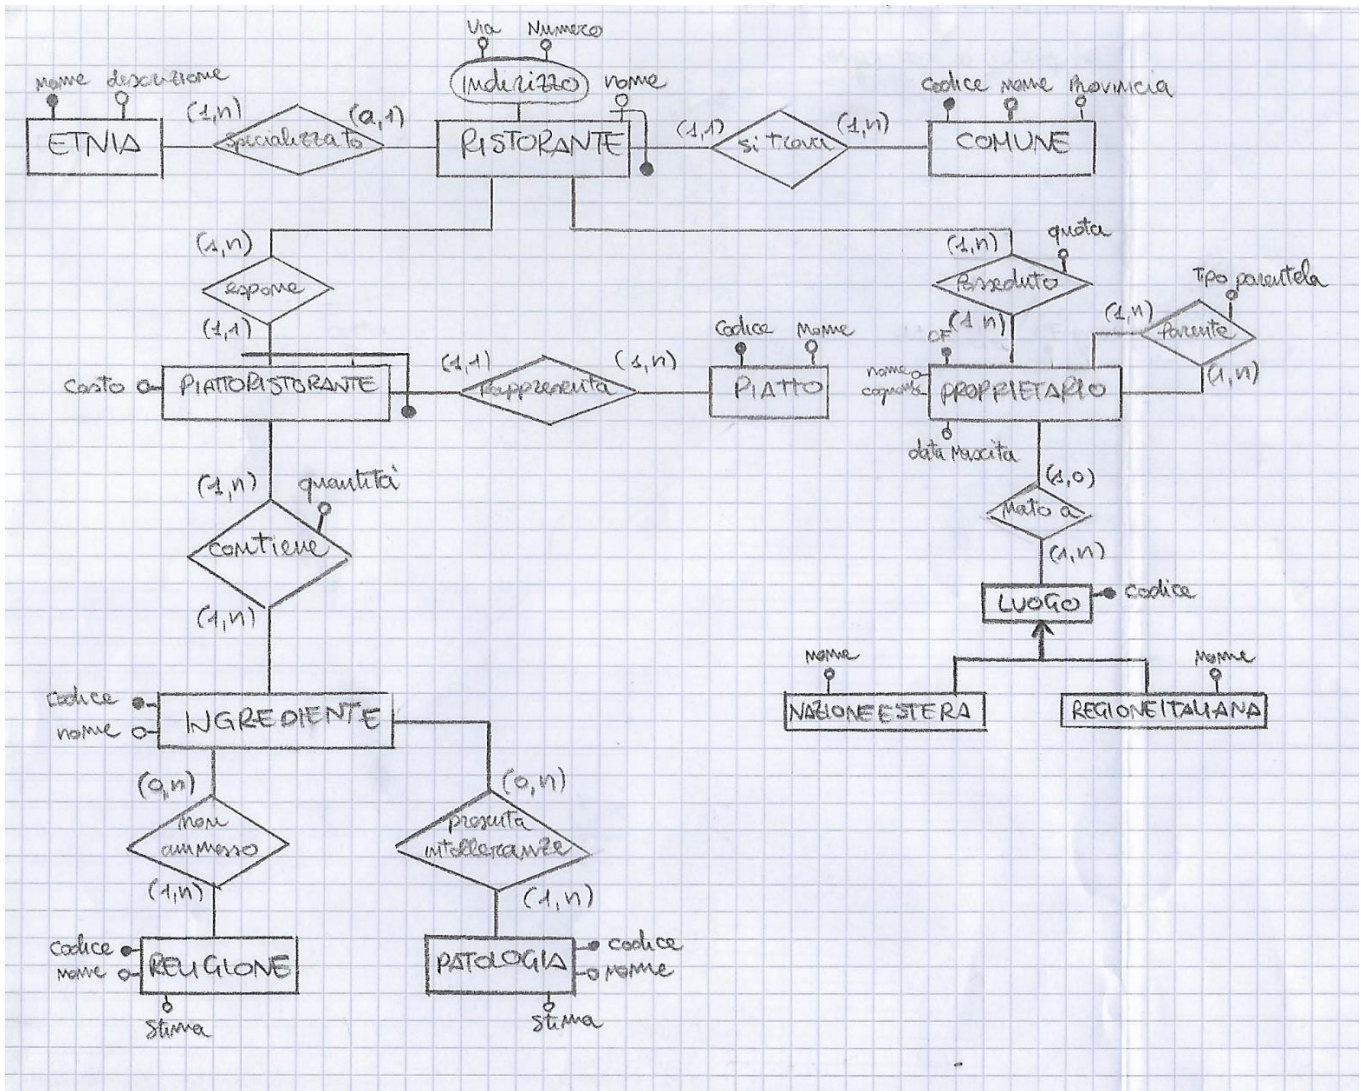 via Numero
nome descrizione
(1,n) (0,1)
indirizzo nome
Codice nome Provincia
ETNIA specializzato RISTORANTE (1,1) si trova (1,n) COMUNE
(1,n)
espone
(1,1)
(1,n) quota
Posseduto
(1,n)
Tipo parentela
(1,n) Parente
(1,n)
costo PIATTORISTORANTE (1,1) rappresenta (1,n) PIATTO
Codice Nome
CF
nome
cognome PROPRIETARIO
data Nascita
(1,n) quantità
contiene
(1,n)
(1,0)
Nato a
(1,n)
LUOGO codice
Nome Nome
NAZIONEESTERA REGIONEITALIANA
codice
nome INGREDIENTE
(0,n) (0,n)
non
ammesso
presenta
intolleranze
(1,n) (1,n)
codice
nome RELIGIONE
Stima
PATOLOGIA codice
Nome
Stima